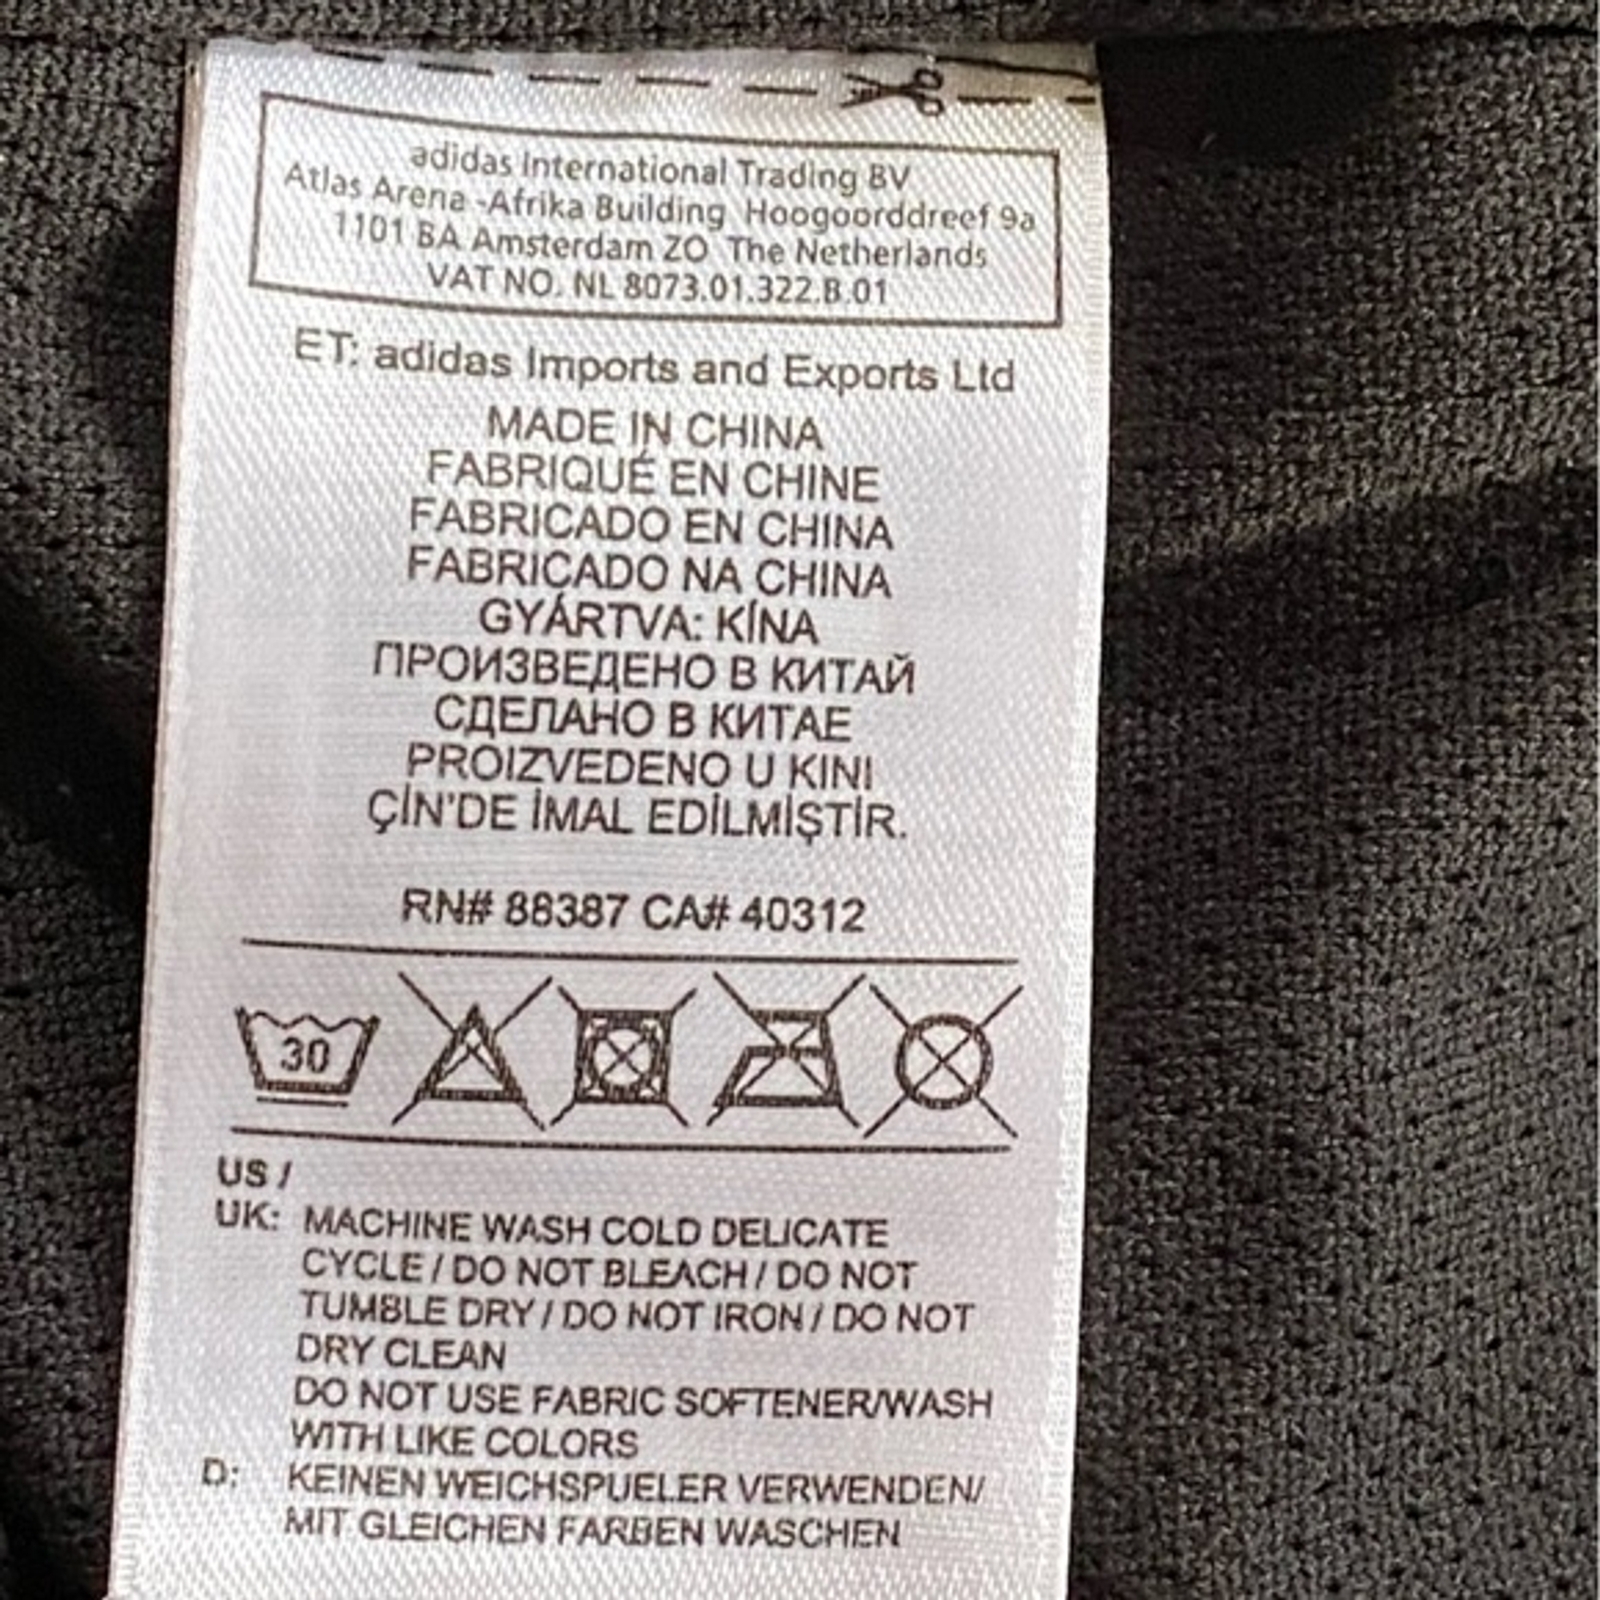 adidas International Trading BV
Atlas Arena -Afrika Building Hoogoorddreef 9a
1101 BA Amsterdam ZO The Netherlands
VAT NO. NL 8073.01.322.B.01
ET: adidas Imports and Exports Ltd
MADE IN CHINA
FABRIQUÉ EN CHINE
FABRICADO EN CHINA
FABRICADO NA CHINA
GYÁRTVA: KÍNA
ПРОИЗВЕДЕНО В КИТАЙ
СДЕЛАНО В КИТАЕ
PROIZVEDENO U KINI
ÇİN'DE İMAL EDİLMİŞTİR.
RN# 88387 CA# 40312
30
US /
UK: MACHINE WASH COLD DELICATE
CYCLE / DO NOT BLEACH / DO NOT
TUMBLE DRY / DO NOT IRON / DO NOT
DRY CLEAN
DO NOT USE FABRIC SOFTENER/WASH
WITH LIKE COLORS
D: KEINEN WEICHSPUELER VERWENDEN/
MIT GLEICHEN FARBEN WASCHEN